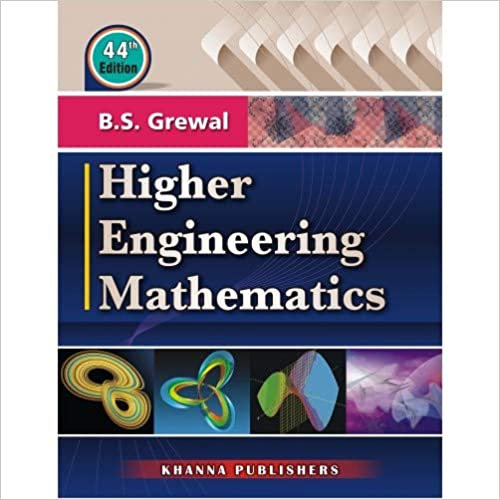 44th
Edition
B.S. Grewal
Higher
Engineering
Mathematics
KHANNA PUBLISHERS